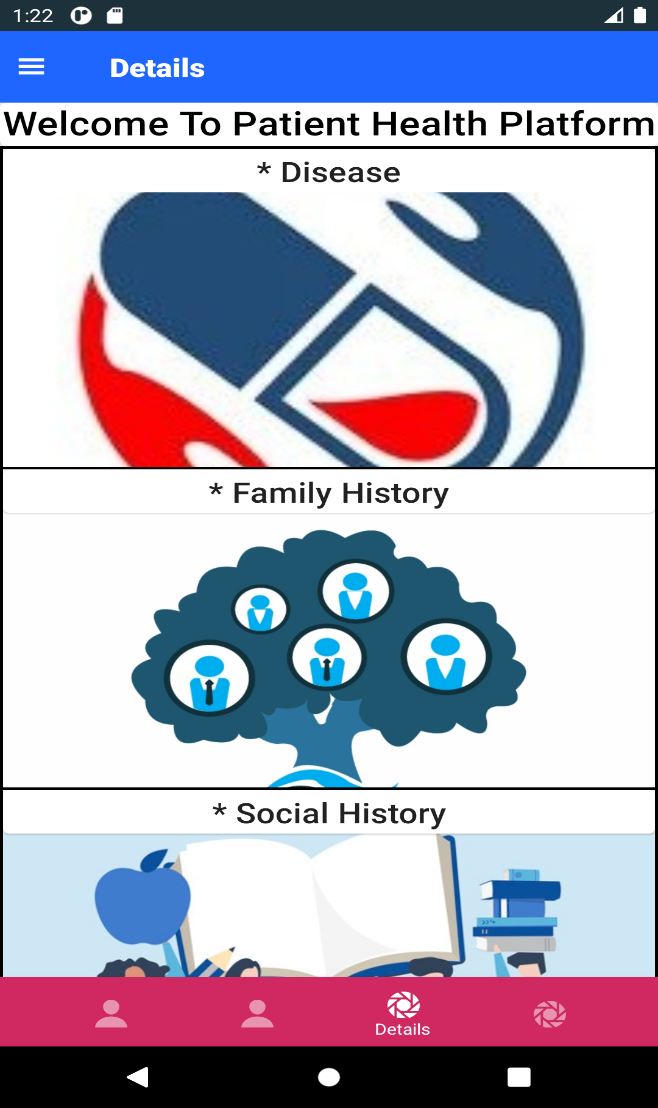 1:22
Details
Welcome To Patient Health Platform
* Disease
* Family History
* Social History
Details